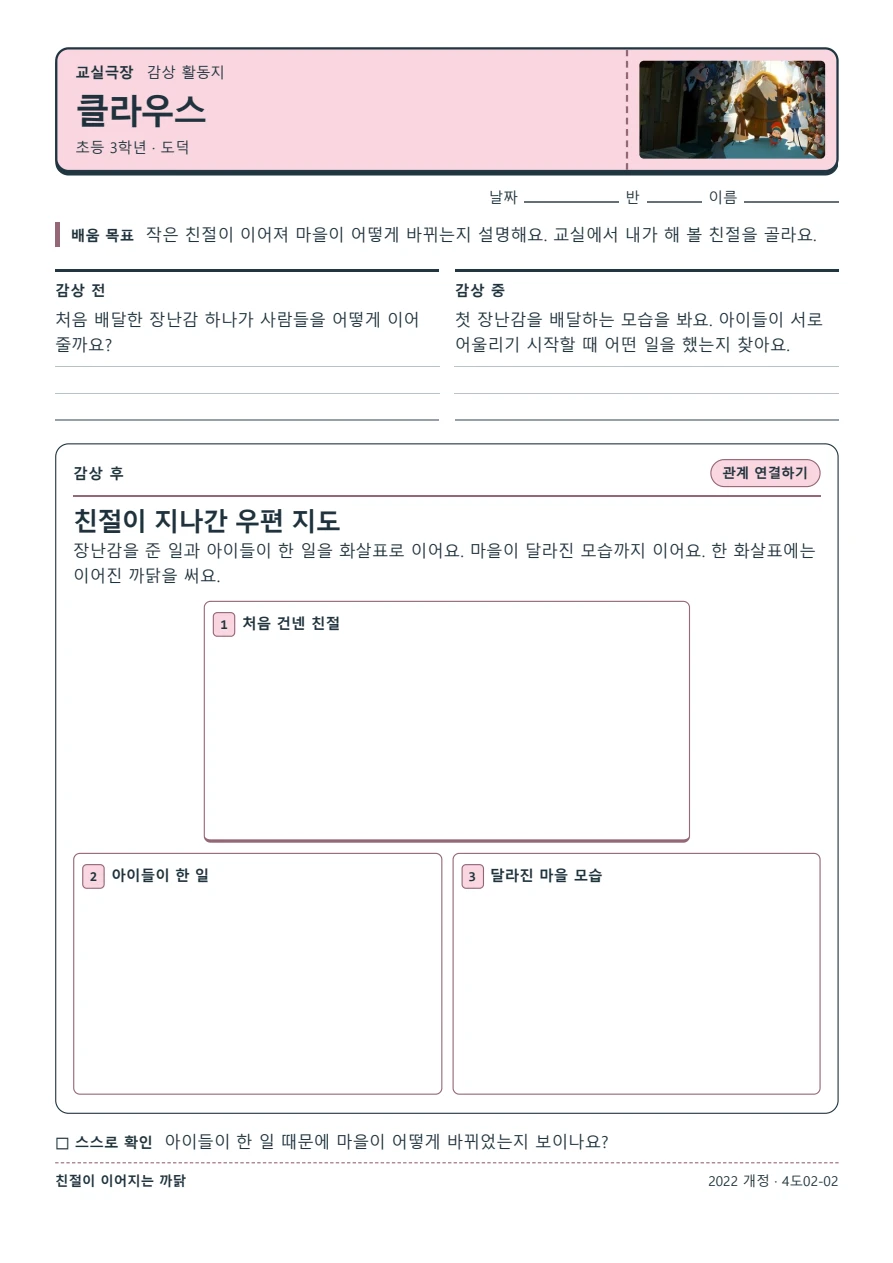 교실극장 감상 활동지
클라우스
초등 3학년 · 도덕
날짜 반 이름
배움 목표 작은 친절이 이어져 마을이 어떻게 바뀌는지 설명해요. 교실에서 내가 해 볼 친절을 골라요.
감상 전
처음 배달한 장난감 하나가 사람들을 어떻게 이어
줄까요?
감상 중
첫 장난감을 배달하는 모습을 봐요. 아이들이 서로
어울리기 시작할 때 어떤 일을 했는지 찾아요.
감상 후
관계 연결하기
친절이 지나간 우편 지도
장난감을 준 일과 아이들이 한 일을 화살표로 이어요. 마을이 달라진 모습까지 이어요. 한 화살표에는
이어진 까닭을 써요.
1 처음 건넨 친절
2 아이들이 한 일
3 달라진 마을 모습
□ 스스로 확인 아이들이 한 일 때문에 마을이 어떻게 바뀌었는지 보이나요?
친절이 이어지는 까닭
2022 개정 · 4도02-02